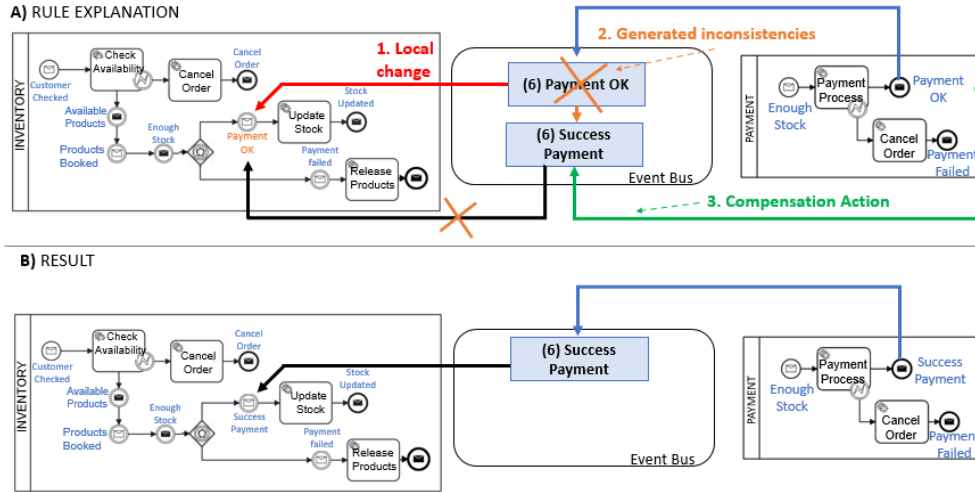 A) RULE EXPLANATION
INVENTORY
Customer
Checked
Check
Availability
Cancel
Order
Cancel
Order
Available
Products
Products
Booked
Enough
Stock
Payment
OK
Update
Stock
Stock
Updated
Payment
failed
Release
Products
1. Local
change
2. Generated inconsistencies
(6) Payment OK
(6) Success
Payment
Event Bus
3. Compensation Action
PAYMENT
Enough
Stock
Payment
Process
Payment
OK
Cancel
Order
Payment
Failed
B) RESULT
INVENTORY
Customer
Checked
Check
Availability
Cancel
Order
Cancel
Order
Available
Products
Products
Booked
Enough
Stock
Success
Payment
Update
Stock
Stock
Updated
Payment
failed
Release
Products
(6) Success
Payment
Event Bus
PAYMENT
Enough
Stock
Payment
Process
Success
Payment
Cancel
Order
Payment
Failed